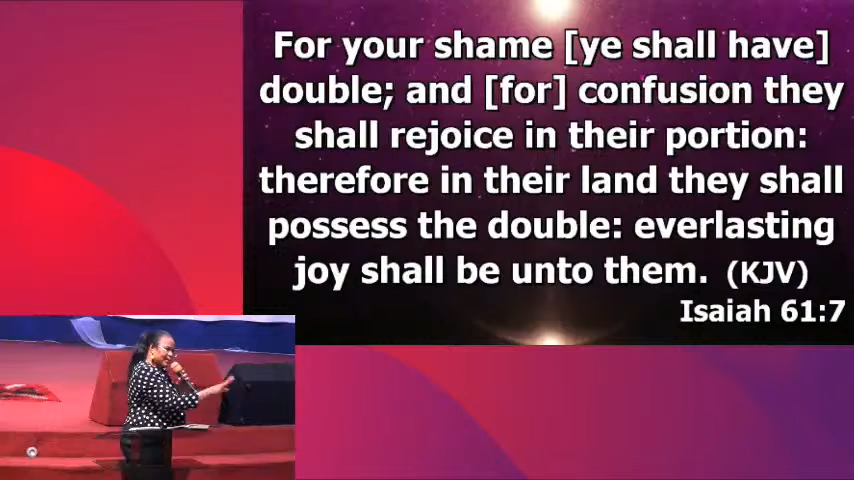 For your shame [ye shall have]
double; and [for] confusion they
shall rejoice in their portion:
therefore in their land they shall
possess the double: everlasting
joy shall be unto them. (KJV)
Isaiah 61:7